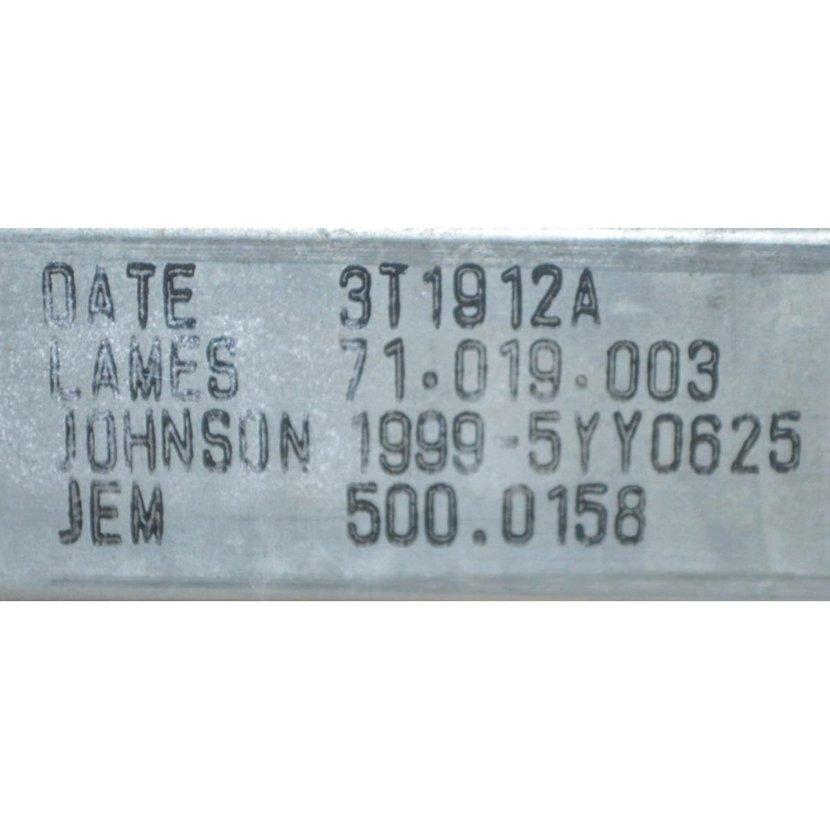 DATE 3T1912A
LAMES 71.019.003
JOHNSON 1999-5YY0625
JEM 500.0158